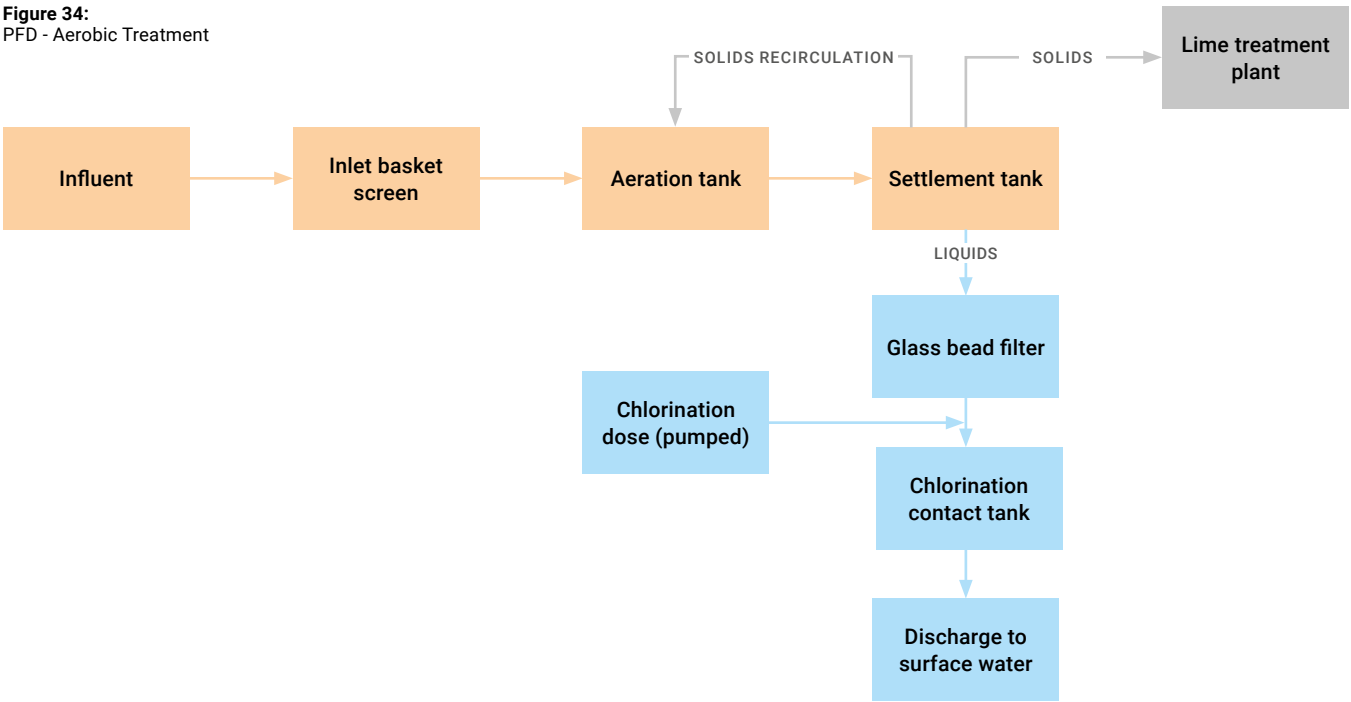 Figure 34:
PFD - Aerobic Treatment
SOLIDS RECIRCULATION
SOLIDS
Lime treatment
plant
Influent
Inlet basket
screen
Aeration tank
Settlement tank
LIQUIDS
Glass bead filter
Chlorination
dose (pumped)
Chlorination
contact tank
Discharge to
surface water